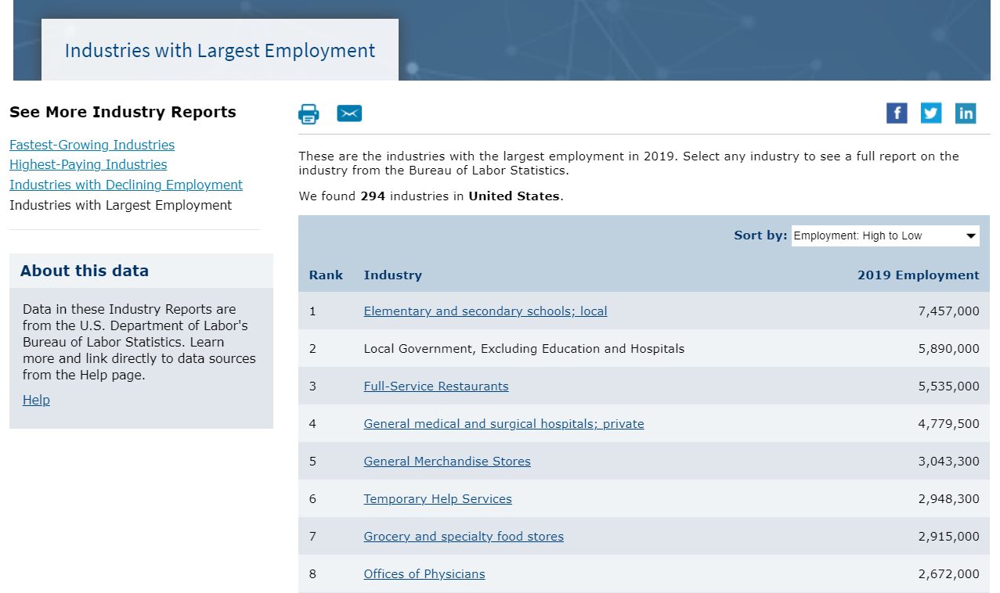 Industries with Largest Employment
See More Industry Reports
Fastest-Growing Industries
Highest-Paying Industries
Industries with Declining Employment
Industries with Largest Employment
About this data
Data in these Industry Reports are
from the U.S. Department of Labor's
Bureau of Labor Statistics. Learn
more and link directly to data sources
from the Help page.
Help
f in
These are the industries with the largest employment in 2019. Select any industry to see a full report on the
industry from the Bureau of Labor Statistics.
We found 294 industries in United States.
Sort by: Employment: High to Low
Rank Industry 2019 Employment
1 Elementary and secondary schools; local 7,457,000
2 Local Government, Excluding Education and Hospitals 5,890,000
3 Full-Service Restaurants 5,535,000
4 General medical and surgical hospitals; private 4,779,500
5 General Merchandise Stores 3,043,300
6 Temporary Help Services 2,948,300
7 Grocery and specialty food stores 2,915,000
8 Offices of Physicians 2,672,000